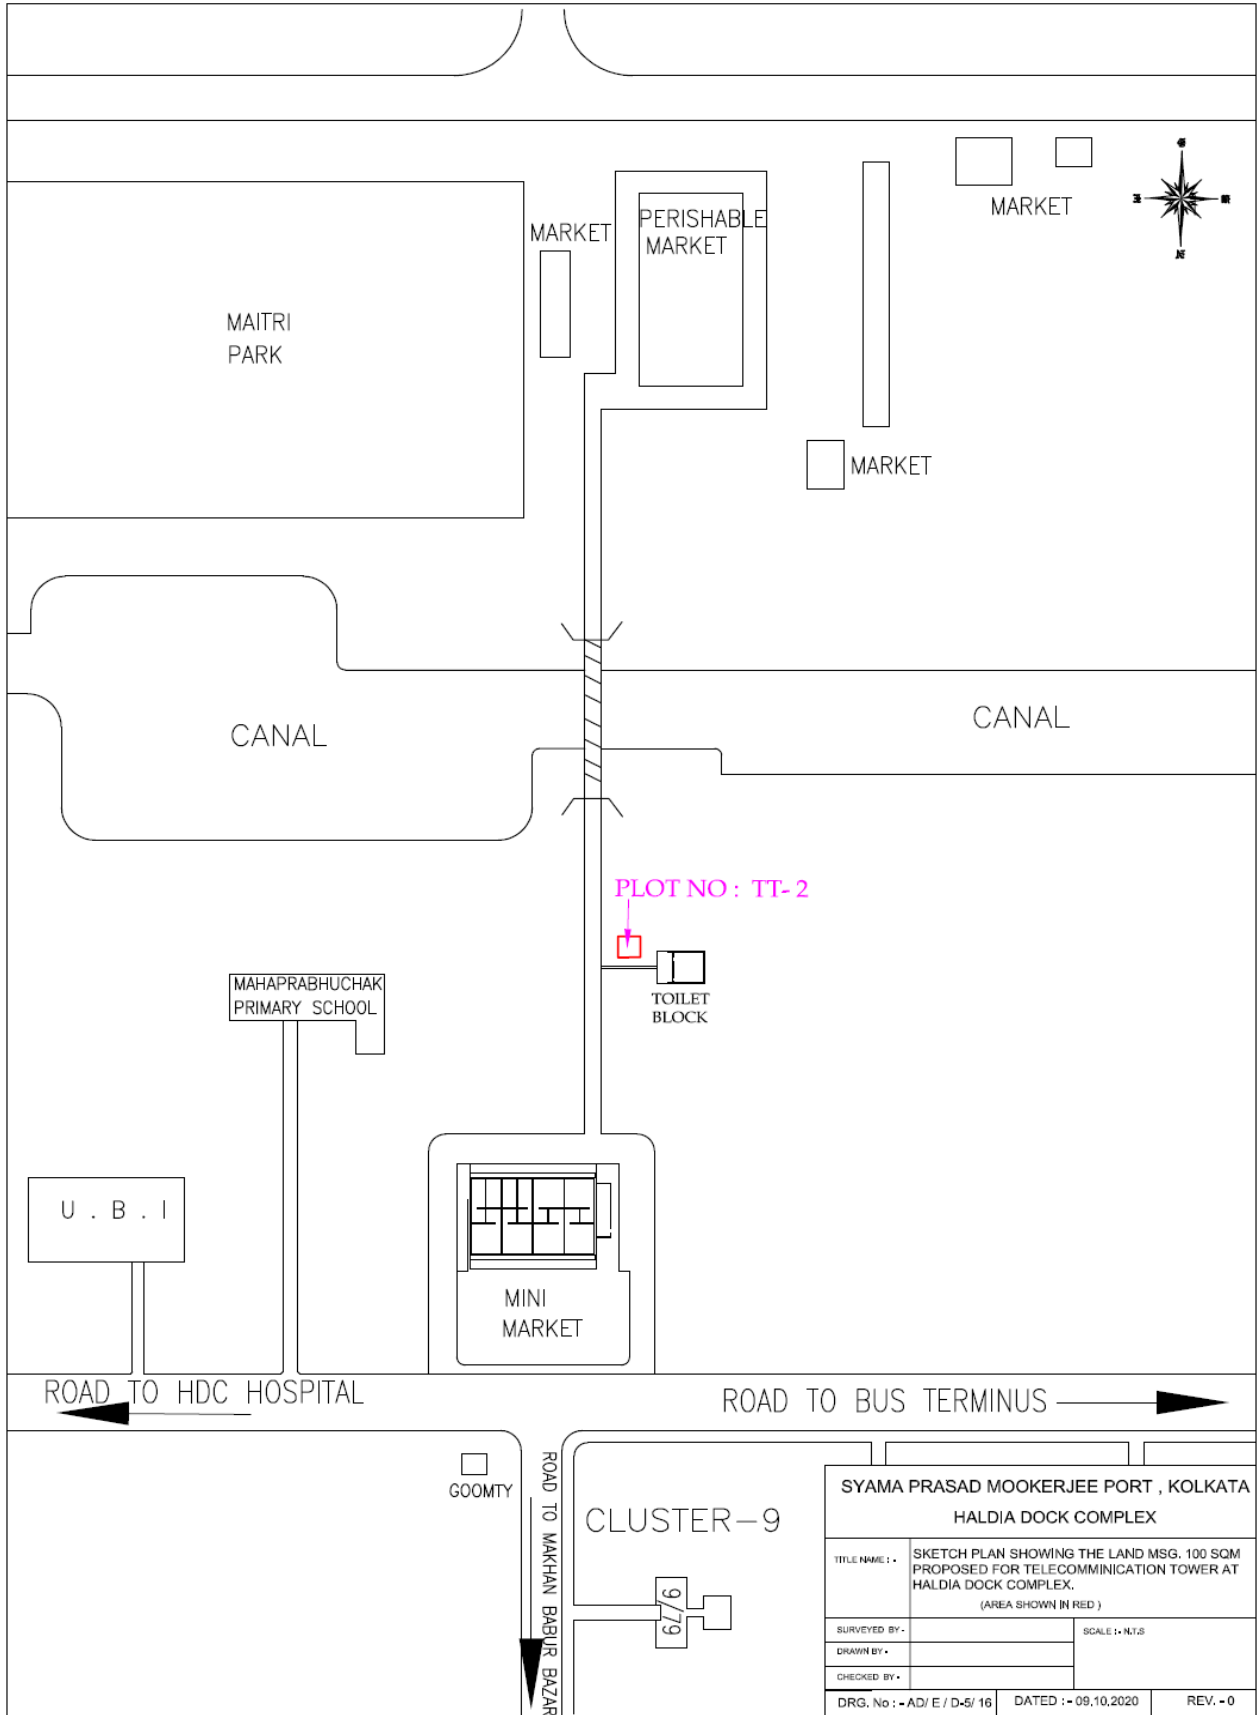 MARKET
PERISHABLE
MARKET
MARKET
MAITRI
PARK
MARKET
CANAL
CANAL
PLOT NO : TT- 2
MAHAPRABHUCHAK
PRIMARY SCHOOL
TOILET
BLOCK
U . B . I
MINI
MARKET
ROAD TO HDC HOSPITAL
ROAD TO BUS TERMINUS
GOOMTY
ROAD TO MAKHAN BABUR BAZAR
CLUSTER-9
9/79
SYAMA PRASAD MOOKERJEE PORT , KOLKATA
HALDIA DOCK COMPLEX
TITLE NAME : -
SKETCH PLAN SHOWING THE LAND MSG. 100 SQM
PROPOSED FOR TELECOMMINICATION TOWER AT
HALDIA DOCK COMPLEX.
(AREA SHOWN IN RED )
SURVEYED BY -
SCALE : - N.T.S
DRAWN BY -
CHECKED BY -
DRG. No : - AD/ E / D-5/ 16
DATED : - 09,10,2020
REV. - 0